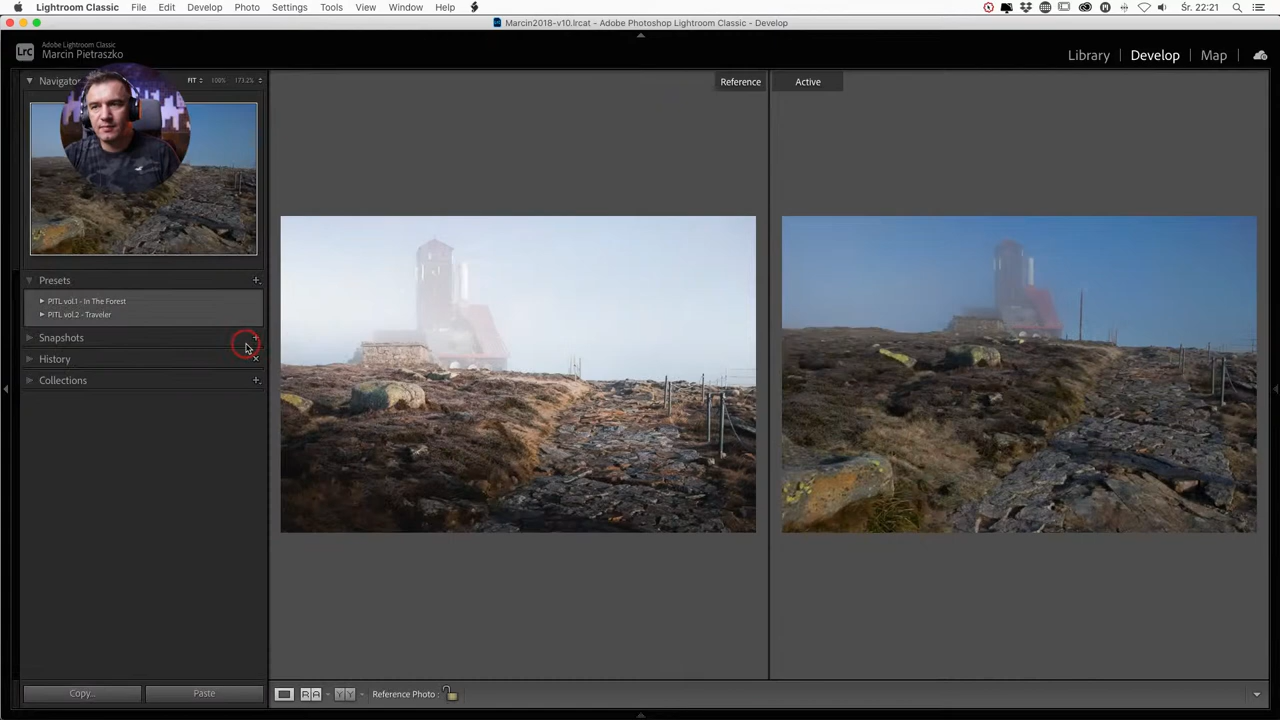 Lightroom Classic File Edit Develop Photo Settings Tools View Window Help Śr. 22:21
Marcin2018-v10.lrcat - Adobe Photoshop Lightroom Classic - Develop
Lrc Adobe Lightroom Classic
Marcin Pietraszko
Library | Develop | Map
Navigator FIT 100% 173.2%
Reference Active
Presets
PITL vol.1 - In The Forest
PITL vol.2 - Traveler
Snapshots
History
Collections
Copy... Paste
R A Y Y Reference Photo :